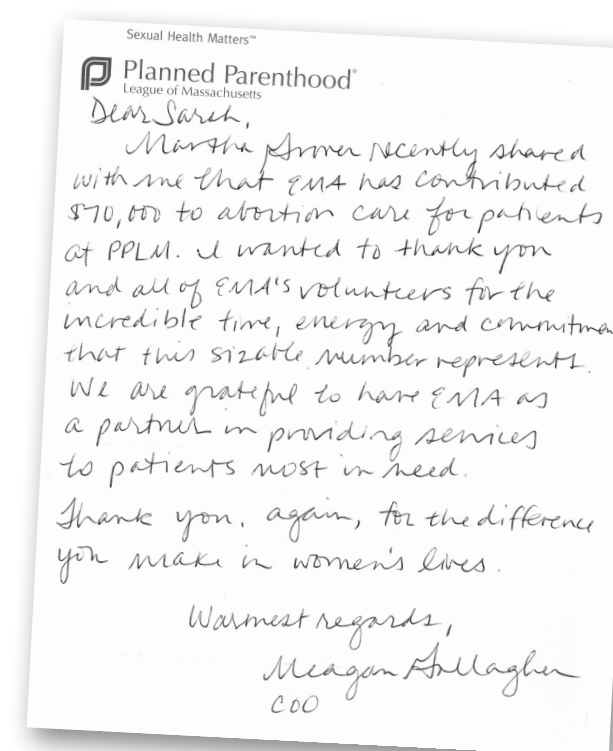 Sexual Health Matters™
Planned Parenthood®
League of Massachusetts
Dear Sarah,
Martha Grover recently shared
with me that EMA has contributed
$70,000 to abortion care for patients
at PPLM. I wanted to thank you
and all of EMA's volunteers for the
incredible time, energy and commitmen
that this sizable number represents.
We are grateful to have EMA as
a partner in providing services
to patients most in need.
Thank you, again, for the difference
you make in women's lives.
Warmest regards,
Meagan Gallagher
COO